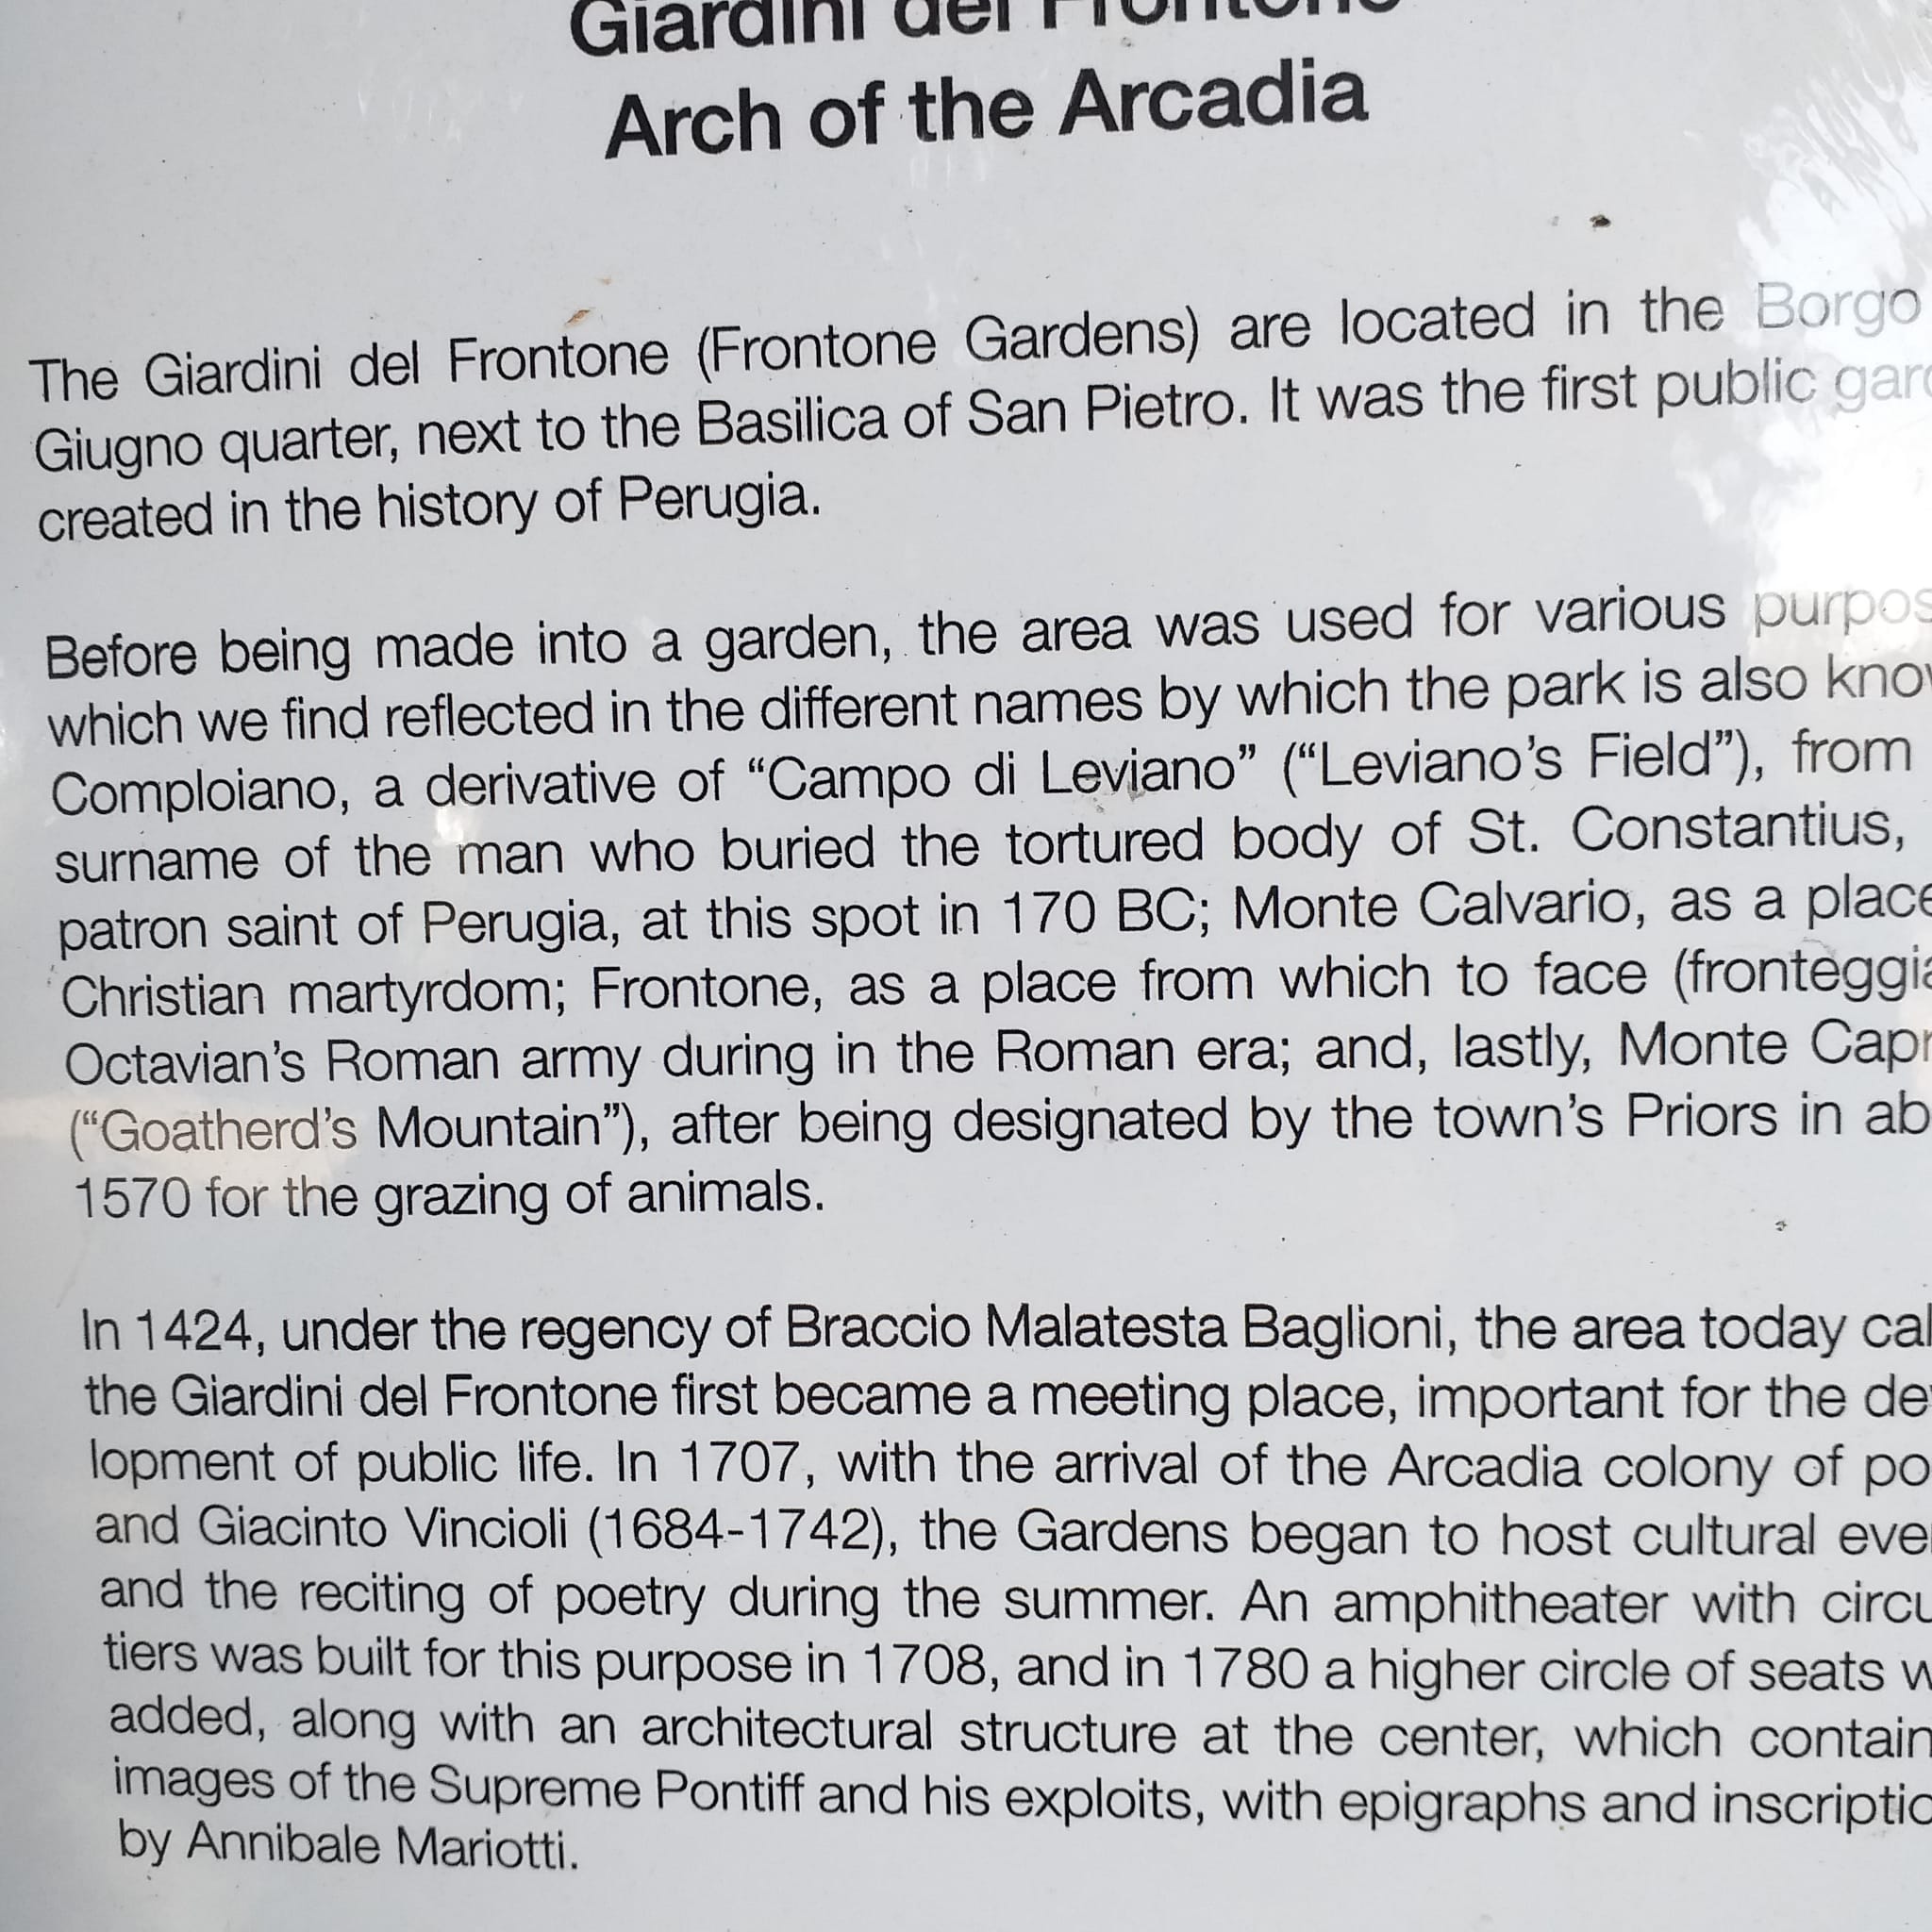 Giardini del Frontone
Arch of the Arcadia
The Giardini del Frontone (Frontone Gardens) are located in the Borgo
Giugno quarter, next to the Basilica of San Pietro. It was the first public
created in the history of Perugia.
Before being made into a garden, the area was used for various
which we find reflected in the different names by which the park is also
Comploiano, a derivative of “Campo di Leviano” (“Leviano’s Field”), from
surname of the man who buried the tortured body of St. Constantius,
patron saint of Perugia, at this spot in 170 BC; Monte Calvario, as a place
Christian martyrdom; Frontone, as a place from which to face
Octavian’s Roman army during in the Roman era; and, lastly, Monte
(“Goatherd’s Mountain”), after being designated by the town’s Priors in
1570 for the grazing of animals.
In 1424, under the regency of Braccio Malatesta Baglioni, the area today
the Giardini del Frontone first became a meeting place, important for the
lopment of public life. In 1707, with the arrival of the Arcadia colony of
and Giacinto Vincioli (1684-1742), the Gardens began to host cultural
and the reciting of poetry during the summer. An amphitheater with
tiers was built for this purpose in 1708, and in 1780 a higher circle of seats
added, along with an architectural structure at the center, which
images of the Supreme Pontiff and his exploits, with epigraphs and
by Annibale Mariotti.